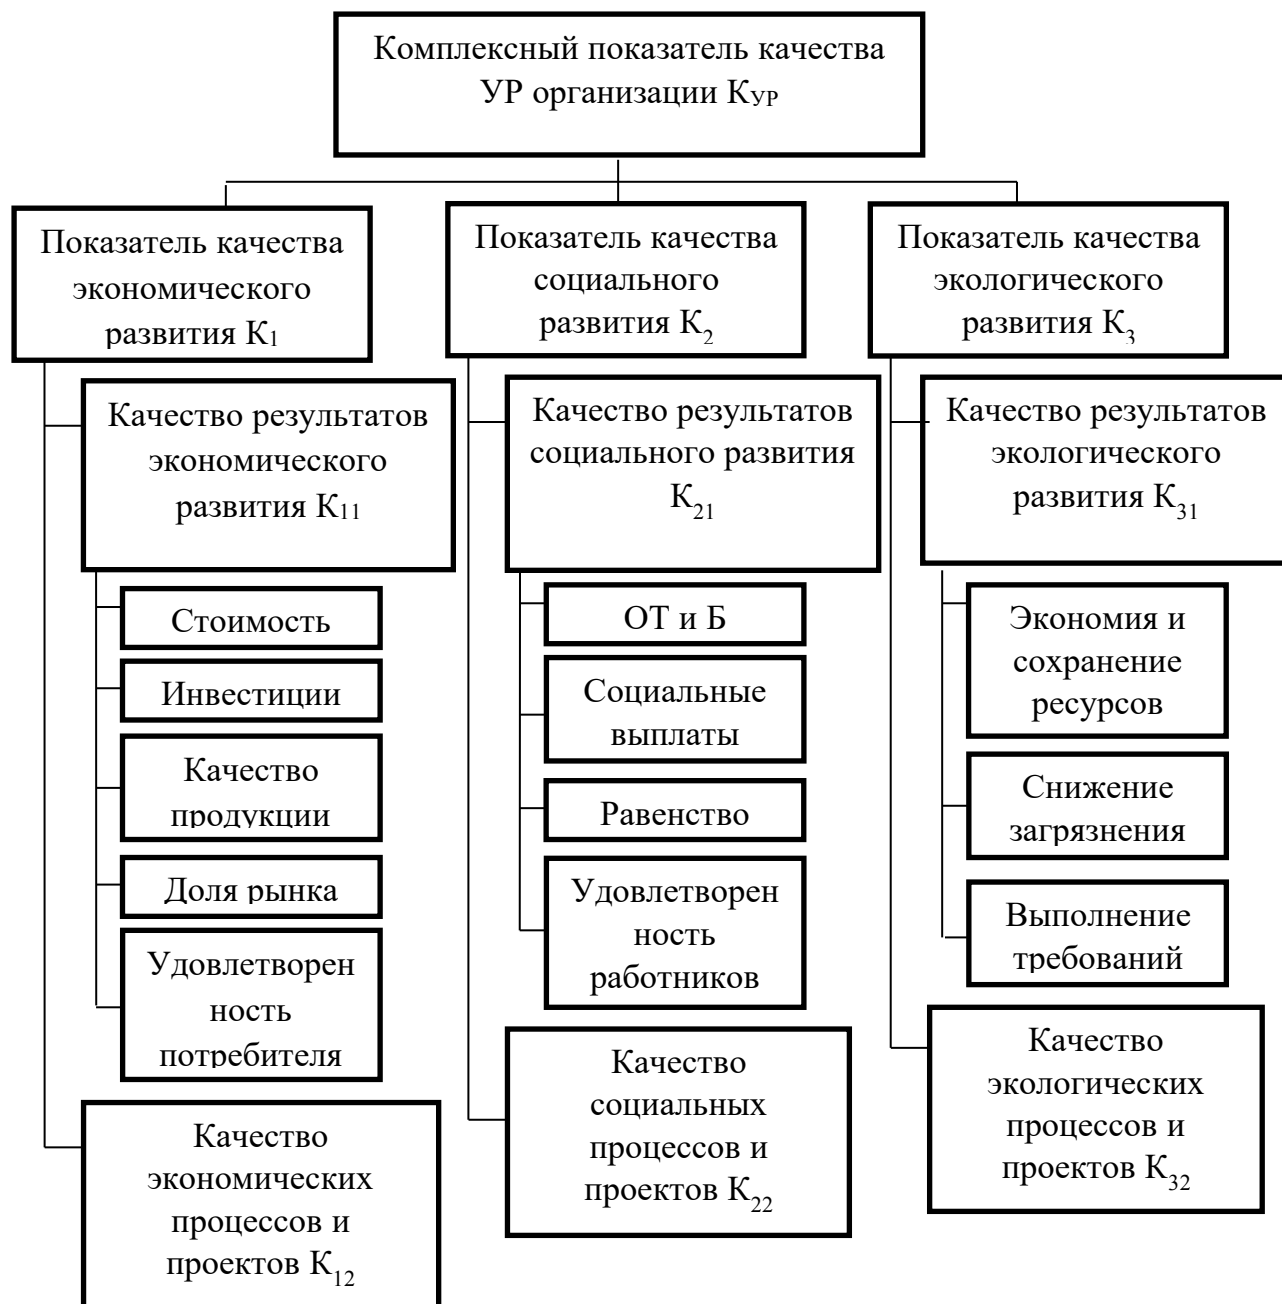 Комплексный показатель качества
УР организации КУР
Показатель качества
экономического
развития К1
Качество результатов
экономического
развития К11
Стоимость
Инвестиции
Качество
продукции
Доля рынка
Удовлетворен
ность
потребителя
Качество
экономических
процессов и
проектов К12
Показатель качества
социального
развития К2
Качество результатов
социального развития
К21
ОТ и Б
Социальные
выплаты
Равенство
Удовлетворен
ность
работников
Качество
социальных
процессов и
проектов К22
Показатель качества
экологического
развития К3
Качество результатов
экологического
развития К31
Экономия и
сохранение
ресурсов
Снижение
загрязнения
Выполнение
требований
Качество
экологических
процессов и
проектов К32